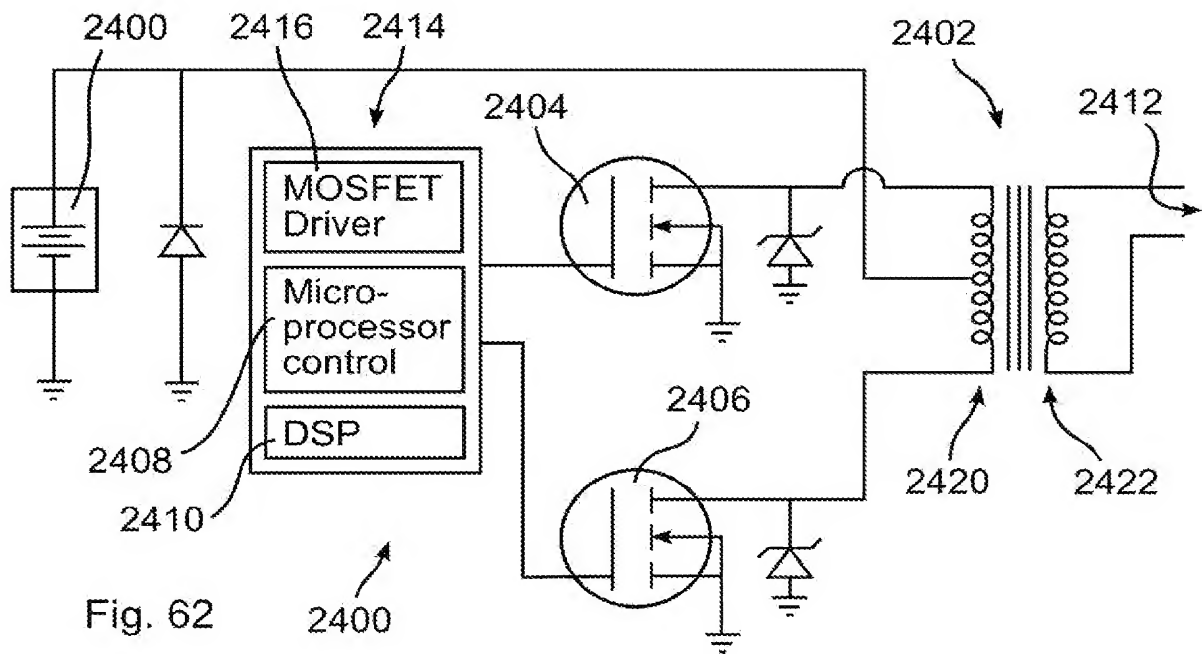 2400
2416
2414
2402
2404
2412
MOSFET
Driver
Micro-
processor
control
DSP
2408
2410
2406
2420
2422
2400
Fig. 62